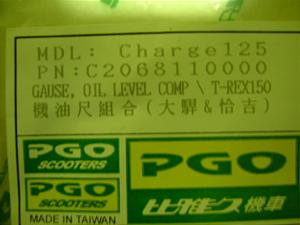 MDL: Charge125
PN:C2068110000
GAUSE, OIL LEVEL COMP \ T-REX150
機油尺組合(大騏&恰吉)
PGO
SCOOTERS
PGO
SCOOTERS
MADE IN TAIWAN
PGO
比雅久機車